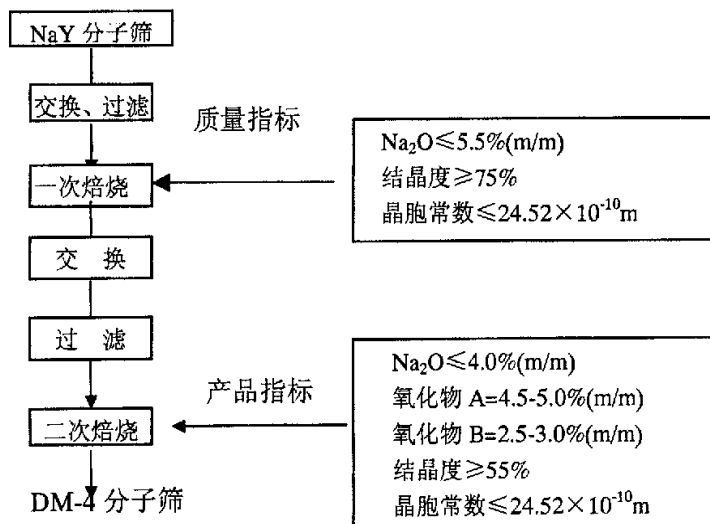 NaY 分子筛
交换、过滤
质量指标
Na₂O≤5.5%(m/m)
结晶度≥75%
晶胞常数≤24.52×10⁻¹⁰m
一次焙烧
交 换
过 滤
产品指标
Na₂O≤4.0%(m/m)
氧化物 A=4.5-5.0%(m/m)
氧化物 B=2.5-3.0%(m/m)
结晶度≥55%
晶胞常数≤24.52×10⁻¹⁰m
二次焙烧
DM-4 分子筛